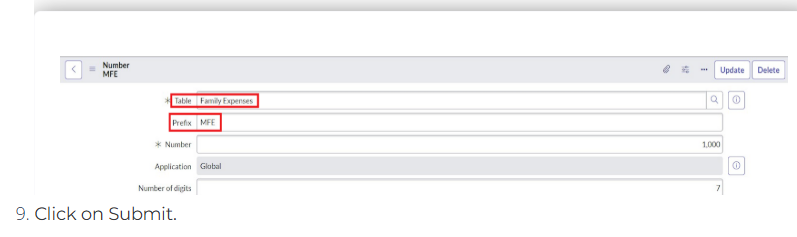 Number
MFE
Update Delete
* Table Family Expenses
Prefix MFE
* Number 1,000
Application Global
Number of digits 7
9. Click on Submit.